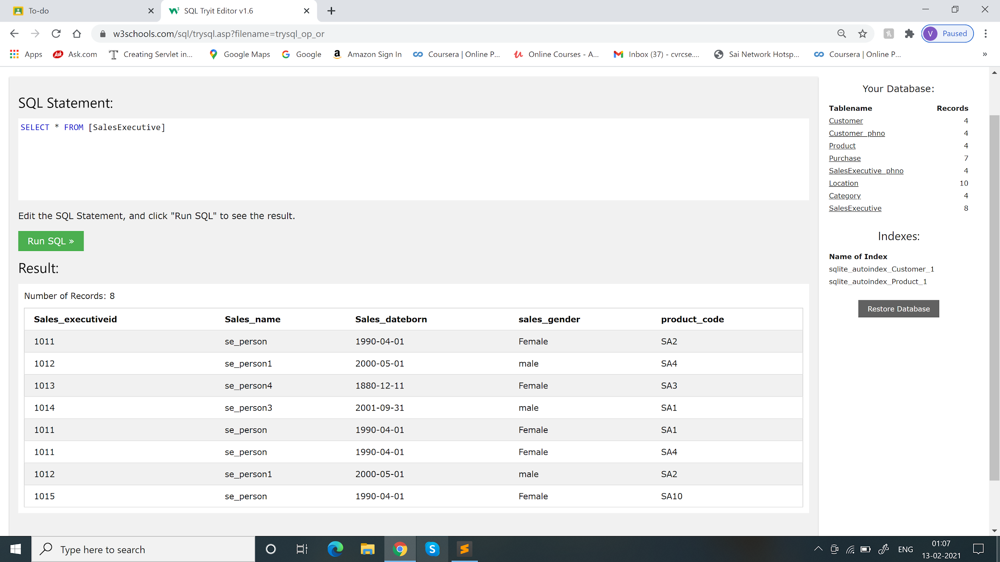 To-do
SQL Tryit Editor v1.6
w3schools.com/sql/trysql.asp?filename=trysql_op_or
V Paused
Apps Ask.com Creating Servlet in... Google Maps Google Amazon Sign In Coursera | Online P... Online Courses - A... Inbox (37) - cvrcse.... Sai Network Hotsp... Coursera | Online P... »
SQL Statement:
SELECT * FROM [SalesExecutive]
Edit the SQL Statement, and click "Run SQL" to see the result.
Run SQL »
Result:
Number of Records: 8
Sales_executiveid Sales_name Sales_dateborn sales_gender product_code
1011 se_person 1990-04-01 Female SA2
1012 se_person1 2000-05-01 male SA4
1013 se_person4 1880-12-11 Female SA3
1014 se_person3 2001-09-31 male SA1
1011 se_person 1990-04-01 Female SA1
1011 se_person 1990-04-01 Female SA4
1012 se_person1 2000-05-01 male SA2
1015 se_person 1990-04-01 Female SA10
Your Database:
Tablename Records
Customer 4
Customer_phno 4
Product 4
Purchase 7
SalesExecutive_phno 4
Location 10
Category 4
SalesExecutive 8
Indexes:
Name of Index
sqlite_autoindex_Customer_1
sqlite_autoindex_Product_1
Restore Database
Type here to search
ENG
01:07
13-02-2021